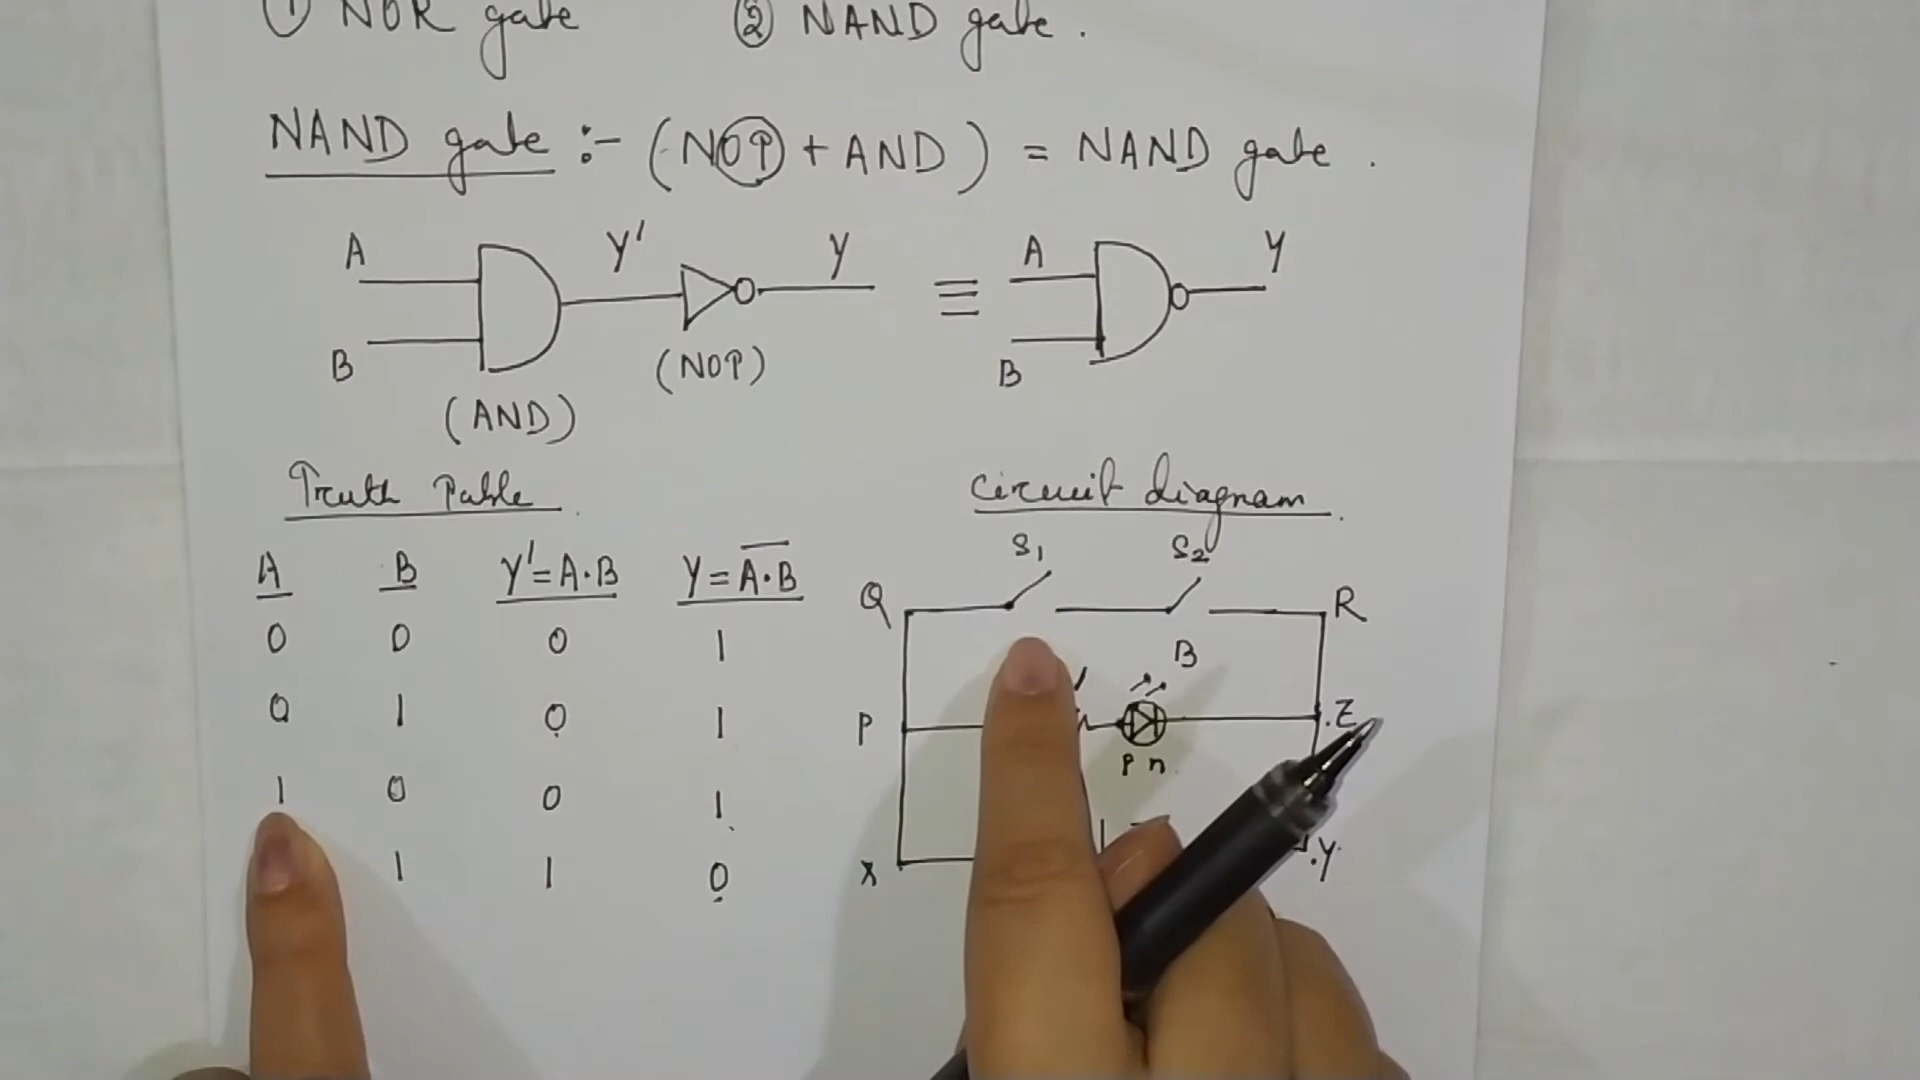 ① NOR gate ② NAND gate .
NAND gate :- (NOT + AND) = NAND gate .
A Y' Y ≡ A Y
B (NOT) B
(AND)
Truth Table . Circuit diagram .
A B Y'=A·B Y=\overline{A·B}
0 0 0 1
0 1 0 1
1 0 0 1
1 1 0
S₁ S₂
Q R
B
P .Z
P n
X .Y